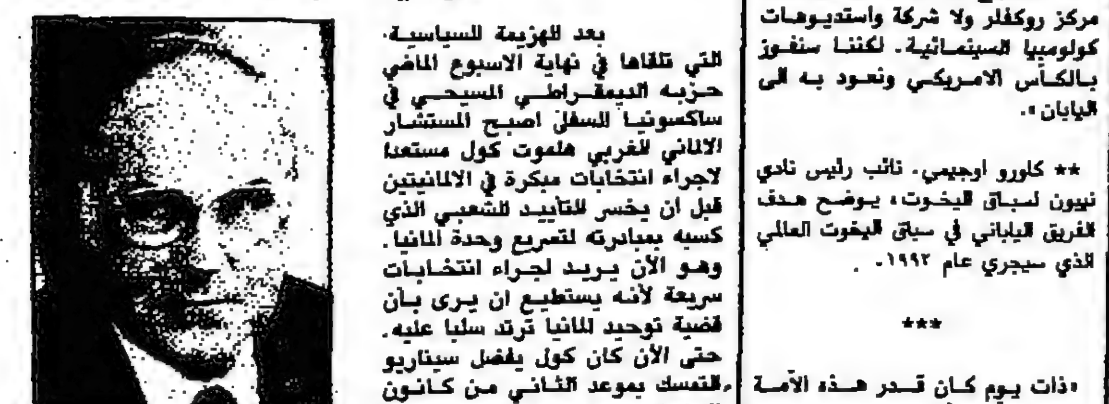 مركز روكفلر ولا شركة واستديوهات
كولومبيا السينمائية. لكننا سنفوز
بالكأس الامريكي ونعود به الى
اليابان».
** كاورو اوجيمي، نائب رئيس نادي
نيبون لسباق اليخوت، يوضح هدف
الفريق الياباني في سباق اليخوت العالمي
الذي سيجري عام ١٩٩٢.
***
«ذات يوم كان قدر هذه الأمة
بعد الهزيمة السياسية
التي تلقاها في نهاية الاسبوع الماضي
حزبه الديمقراطي المسيحي في
ساكسونيا السفلى اصبح المستشار
الالماني الغربي هلموت كول مستعدا
لاجراء انتخابات مبكرة في الالمانيتين
قبل ان يخسر التأييد الشعبي الذي
كسبه بمبادرته لتسريع وحدة المانيا.
وهو الآن يريد اجراء انتخابات
سريعة لأنه يستطيع ان يرى بأن
قضية توحيد المانيا ترتد سلبا عليه.
حتى الآن كان كول يفضل سيناريو
التمسك بموعد الثاني من كانون